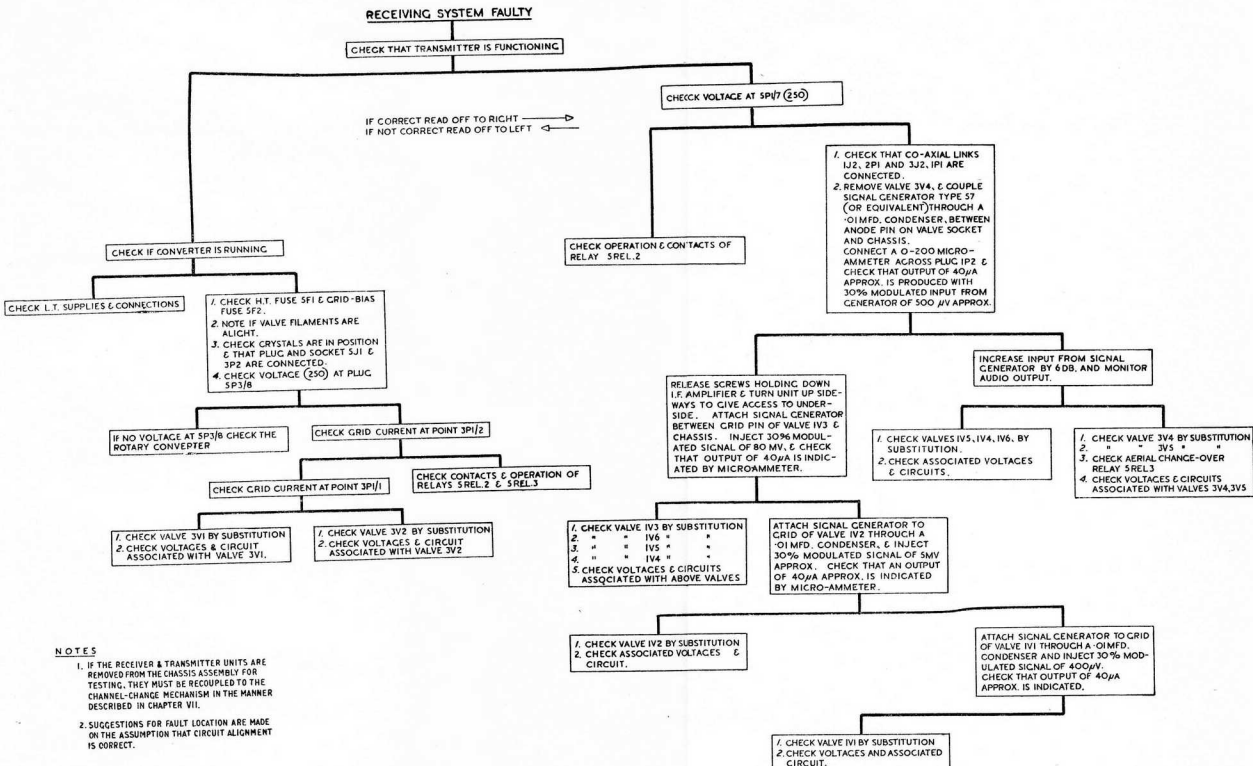 RECEIVING SYSTEM FAULTY
CHECK THAT TRANSMITTER IS FUNCTIONING
CHECCK VOLTAGE AT 5P1/7 (250)
IF CORRECT READ OFF TO RIGHT
IF NOT CORRECT READ OFF TO LEFT
1. CHECK THAT CO-AXIAL LINKS
1J2, 2P1 AND 3J2, 1P1 ARE
CONNECTED.
2. REMOVE VALVE 3V4, & COUPLE
SIGNAL GENERATOR TYPE 57
(OR EQUIVALENT) THROUGH A
·01 MFD. CONDENSER, BETWEEN
ANODE PIN ON VALVE SOCKET
AND CHASSIS.
CONNECT A 0-200 MICRO-
AMMETER ACROSS PLUG 1P2 &
CHECK THAT OUTPUT OF 40μA
APPROX. IS PRODUCED WITH
30% MODULATED INPUT FROM
GENERATOR OF 500 μV APPROX.
CHECK OPERATION & CONTACTS OF
RELAY 5REL.2
CHECK IF CONVERTER IS RUNNING
CHECK L.T. SUPPLIES & CONNECTIONS
1. CHECK H.T. FUSE 5F1 & GRID-BIAS
FUSE 5F2.
2. NOTE IF VALVE FILAMENTS ARE
ALIGHT.
3. CHECK CRYSTALS ARE IN POSITION
& THAT PLUG AND SOCKET 5J1 &
3P2 ARE CONNECTED.
4. CHECK VOLTAGE (250) AT PLUG
5P3/8
IF NO VOLTAGE AT 5P3/8 CHECK THE
ROTARY CONVERTER
CHECK GRID CURRENT AT POINT 3P1/2
CHECK GRID CURRENT AT POINT 3P1/1
CHECK CONTACTS & OPERATION OF
RELAYS 5REL.2 & 5REL.3
1. CHECK VALVE 3V1 BY SUBSTITUTION
2. CHECK VOLTAGES & CIRCUIT
ASSOCIATED WITH VALVE 3V1.
1. CHECK VALVE 3V2 BY SUBSTITUTION
2. CHECK VOLTAGES & CIRCUIT
ASSOCIATED WITH VALVE 3V2
RELEASE SCREWS HOLDING DOWN
I.F. AMPLIFIER & TURN UNIT UP SIDE-
WAYS TO GIVE ACCESS TO UNDER-
SIDE. ATTACH SIGNAL GENERATOR
BETWEEN GRID PIN OF VALVE IV3 &
CHASSIS. INJECT 30% MODUL-
ATED SIGNAL OF 80 MV, & CHECK
THAT OUTPUT OF 40μA IS INDIC-
ATED BY MICROAMMETER.
INCREASE INPUT FROM SIGNAL
GENERATOR BY 6DB, AND MONITOR
AUDIO OUTPUT.
1. CHECK VALVES IV5, IV4, IV6, BY
SUBSTITUTION.
2. CHECK ASSOCIATED VOLTAGES
& CIRCUITS.
1. CHECK VALVE 3V4 BY SUBSTITUTION
2. " " 3V5 " "
3. CHECK AERIAL CHANGE-OVER
RELAY 5REL3
4. CHECK VOLTAGES & CIRCUITS
ASSOCIATED WITH VALVES 3V4, 3V5
1. CHECK VALVE IV3 BY SUBSTITUTION
2. " " IV6 " "
3. " " IV5 " "
4. " " IV4 " "
5. CHECK VOLTAGES & CIRCUITS
ASSOCIATED WITH ABOVE VALVES
ATTACH SIGNAL GENERATOR TO
GRID OF VALVE IV2 THROUGH A
·01 MFD. CONDENSER, & INJECT
30% MODULATED SIGNAL OF 5MV
APPROX. CHECK THAT AN OUTPUT
OF 40μA APPROX. IS INDICATED
BY MICRO-AMMETER.
1. CHECK VALVE IV2 BY SUBSTITUTION
2. CHECK ASSOCIATED VOLTAGES &
CIRCUIT.
ATTACH SIGNAL GENERATOR TO GRID
OF VALVE IV1 THROUGH A ·01MFD.
CONDENSER AND INJECT 30% MOD-
ULATED SIGNAL OF 400μV.
CHECK THAT OUTPUT OF 40μA
APPROX. IS INDICATED.
1. CHECK VALVE IV1 BY SUBSTITUTION
2. CHECK VOLTAGES AND ASSOCIATED
CIRCUIT.
NOTES
1. IF THE RECEIVER & TRANSMITTER UNITS ARE
REMOVED FROM THE CHASSIS ASSEMBLY FOR
TESTING, THEY MUST BE RECOUPLED TO THE
CHANNEL-CHANGE MECHANISM IN THE MANNER
DESCRIBED IN CHAPTER VII.
2. SUGGESTIONS FOR FAULT LOCATION ARE MADE
ON THE ASSUMPTION THAT CIRCUIT ALIGNMENT
IS CORRECT.